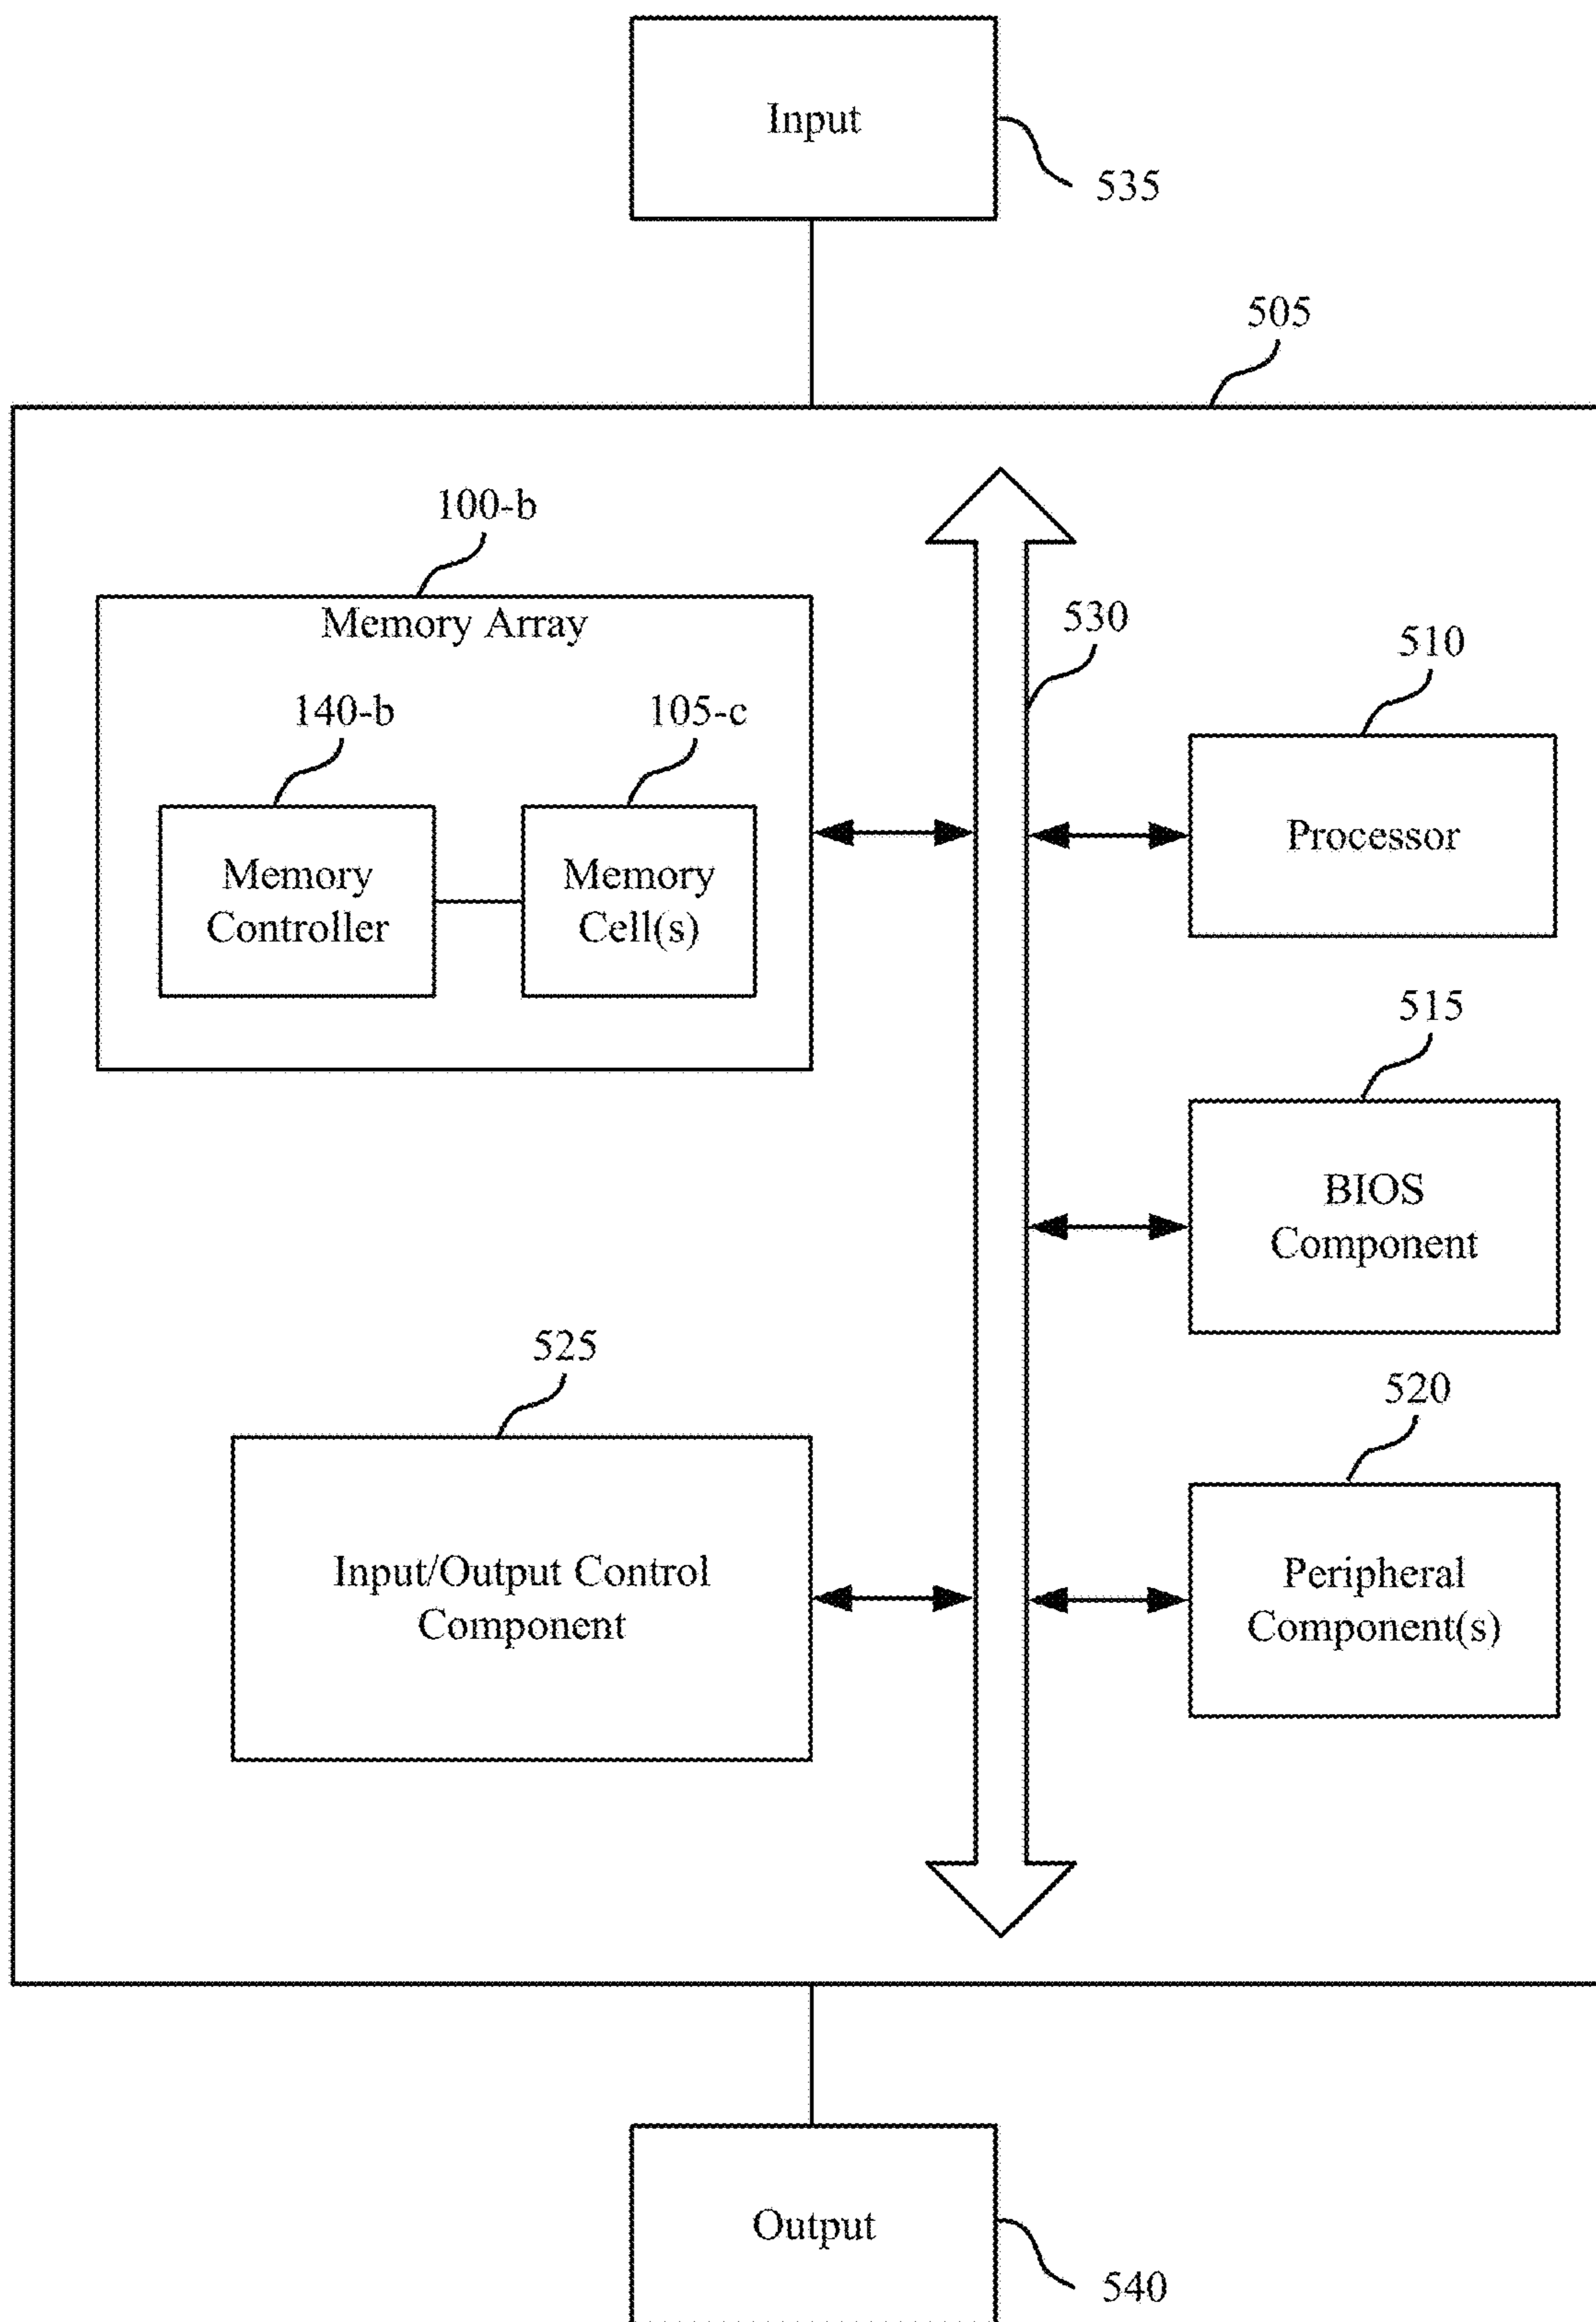 Input
535
505
100-b
Memory Array
530
510
140-b
105-c
Processor
Memory
Controller
Memory
Cell(s)
515
BIOS
Component
525
520
Input/Output Control
Component
Peripheral
Component(s)
Output
540